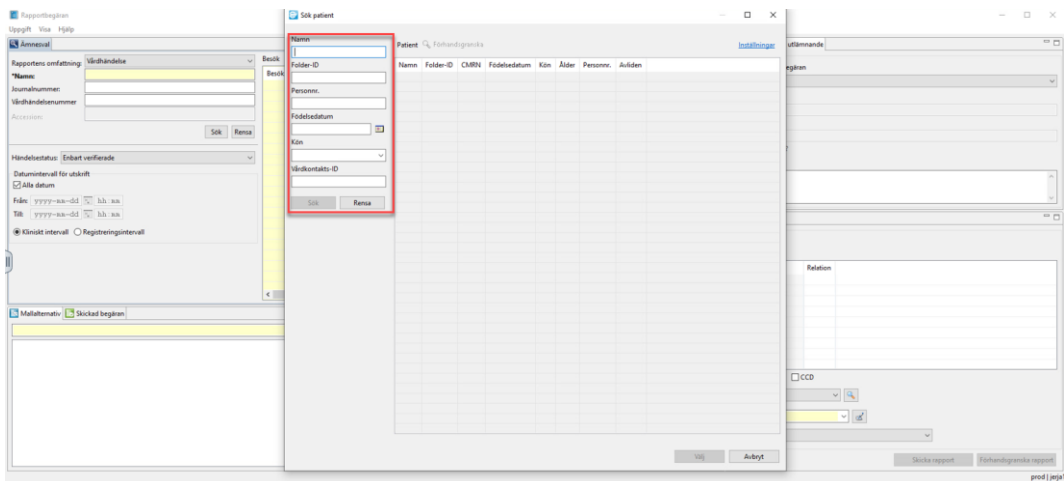 Rapportbegäran
Uppgift Visa Hjälp
Ämnesval
Rapportens omfattning: Vårdhändelse
*Namn:
Journalnummer:
Vårdhändelsenummer
Accession:
Sök Rensa
Händelsestatus: Enbart verifierade
Datumintervall för utskrift
Alla datum
Från: yyyy-mm-dd hh:mm
Till: yyyy-mm-dd hh:mm
Kliniskt intervall Registreringsintervall
Mallalternativ Skickad begäran
Besök
Besök
Sök patient
Namn
Folder-ID
Personnr.
Födelsedatum
Kön
Vårdkontakts-ID
Sök Rensa
Patient Förhandsgranska Inställningar
Namn Folder-ID CMRN Födelsedatum Kön Ålder Personnr. Avliden
Välj Avbryt
utlämnande
egäran
Relation
CCD
Skicka rapport Förhandsgranska rapport
prod | jerja